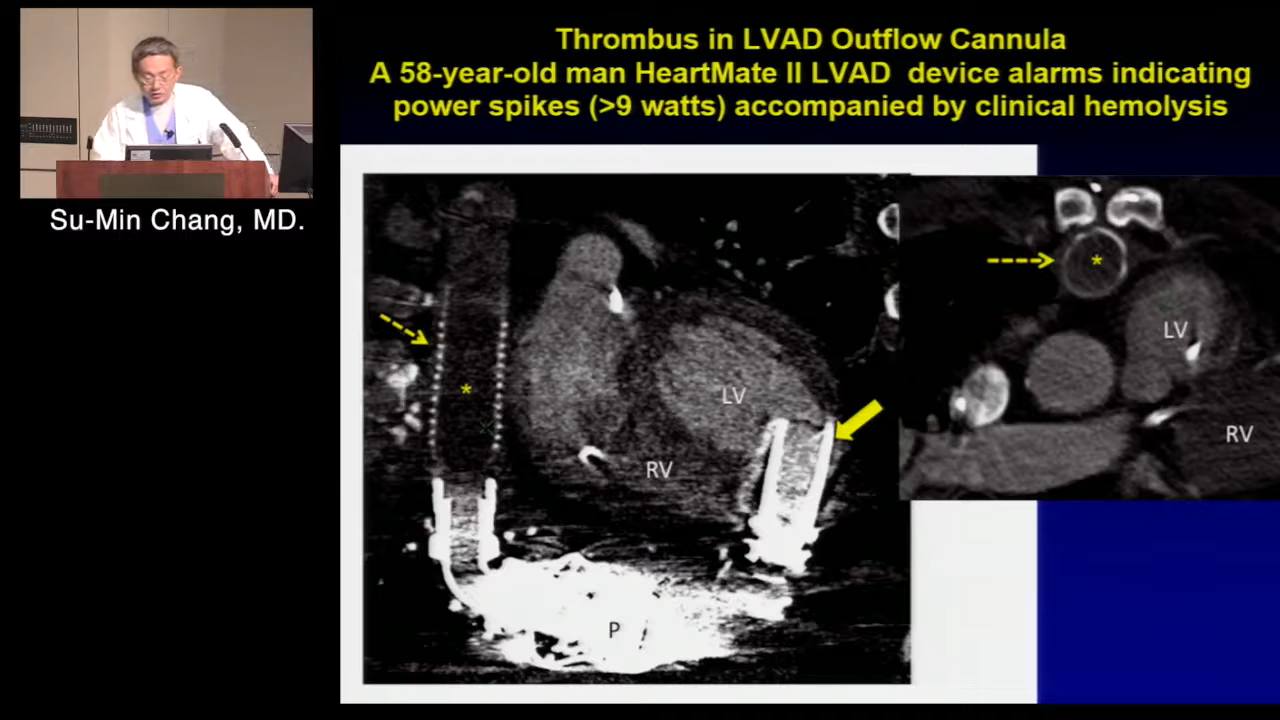 Thrombus in LVAD Outflow Cannula
A 58-year-old man HeartMate II LVAD device alarms indicating
power spikes (>9 watts) accompanied by clinical hemolysis
Su-Min Chang, MD.
*
*
LV
LV
RV
RV
P